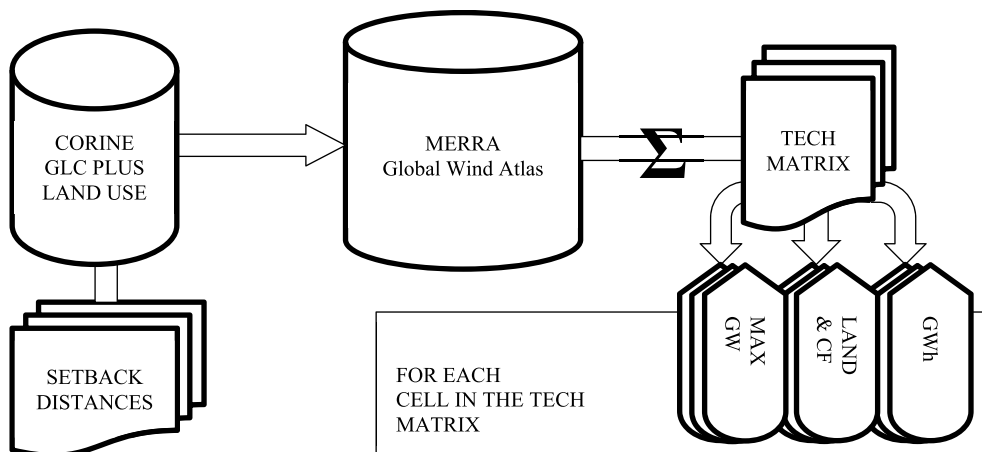 CORINE
GLC PLUS
LAND USE
MERRA
Global Wind Atlas
Σ
TECH
MATRIX
SETBACK
DISTANCES
FOR EACH
CELL IN THE TECH
MATRIX
MAX
GW
LAND
& CF
GWh